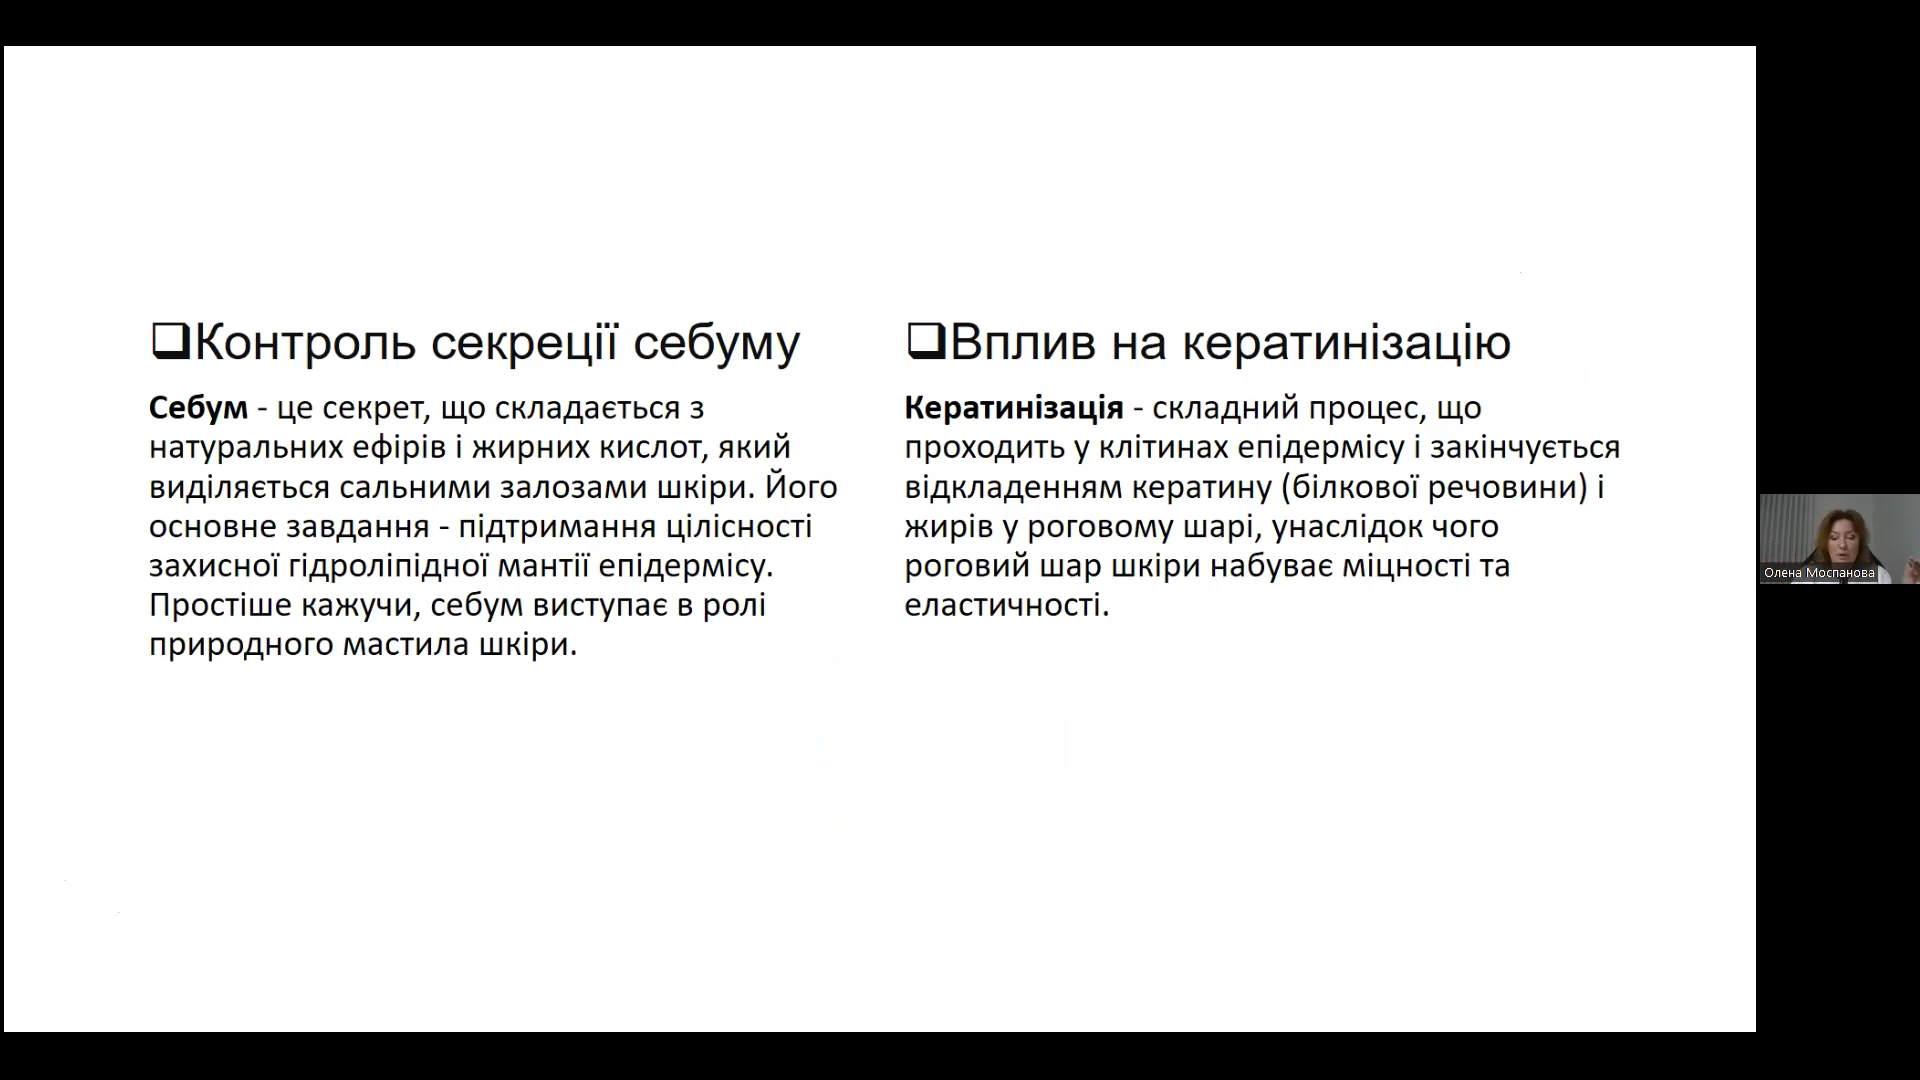 ❑Контроль секреції себуму
Себум - це секрет, що складається з
натуральних ефірів і жирних кислот, який
виділяється сальними залозами шкіри. Його
основне завдання - підтримання цілісності
захисної гідроліпідної мантії епідермісу.
Простіше кажучи, себум виступає в ролі
природного мастила шкіри.
❑Вплив на кератинізацію
Кератинізація - складний процес, що
проходить у клітинах епідермісу і закінчується
відкладенням кератину (білкової речовини) і
жирів у роговому шарі, унаслідок чого
роговий шар шкіри набуває міцності та
еластичності.
Олена Моспанова